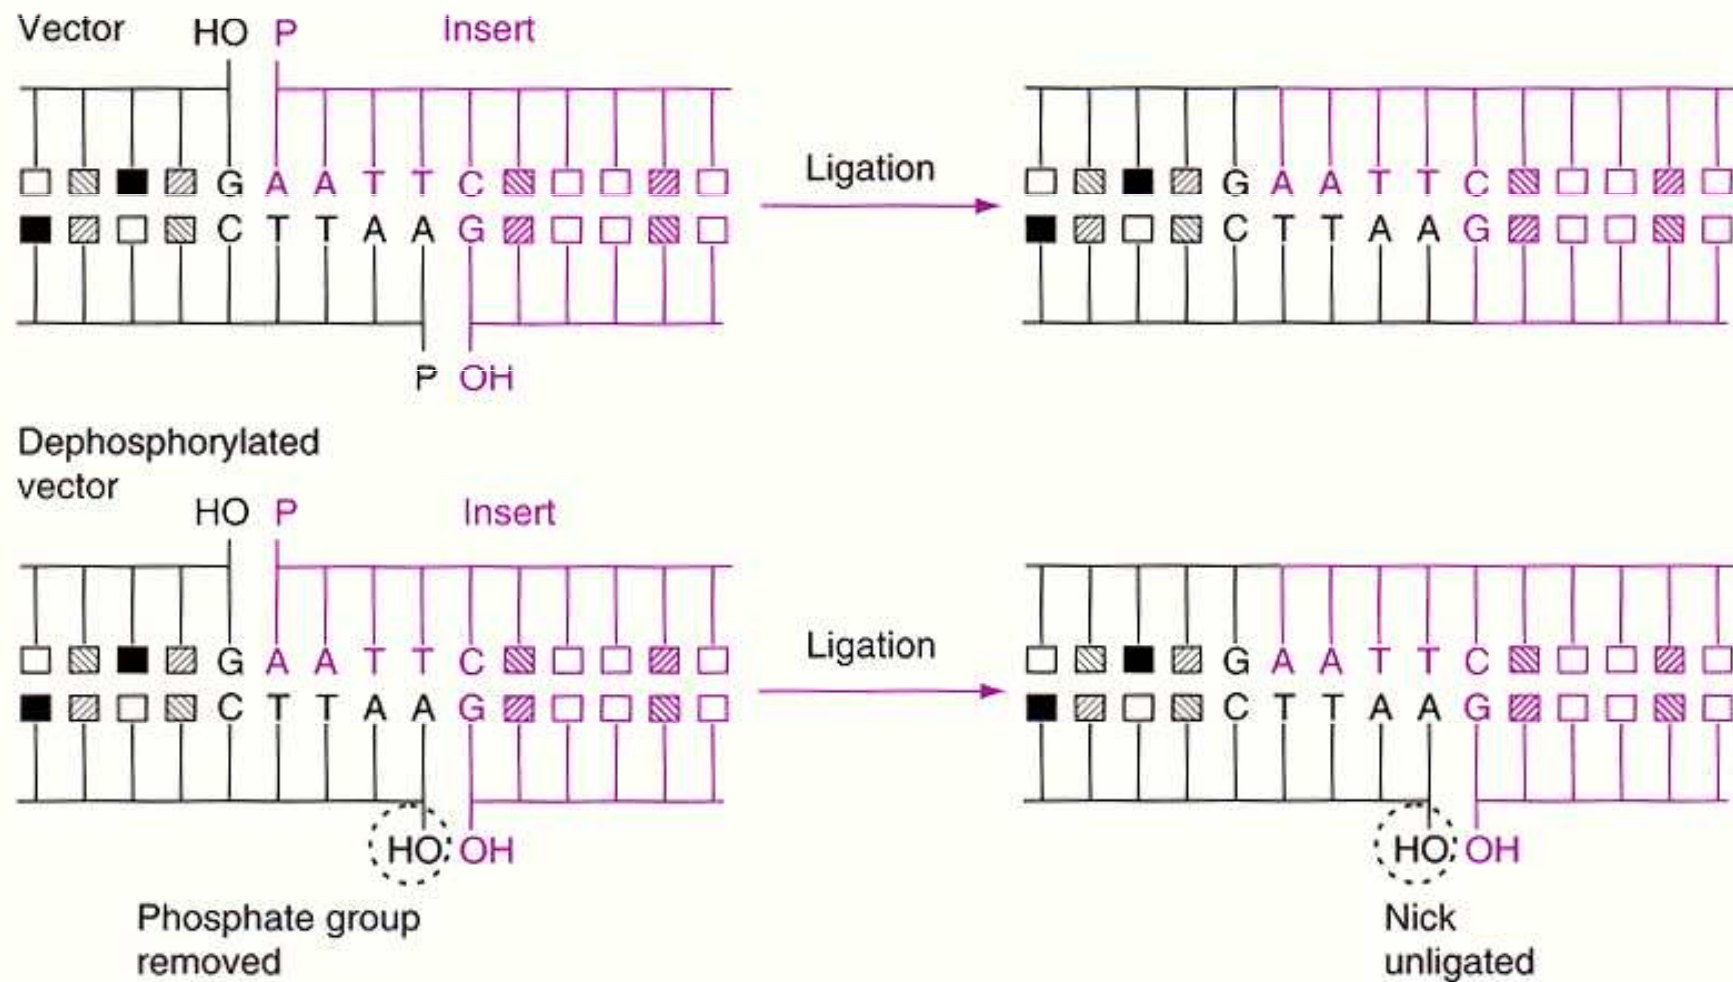 Vector HO P Insert
Ligation
G A A T T C G A A T T C
C T T A A G C T T A A G
P OH
Dephosphorylated
vector
HO P Insert
Ligation
G A A T T C G A A T T C
C T T A A G C T T A A G
HO OH HO OH
Phosphate group Nick
removed unligated